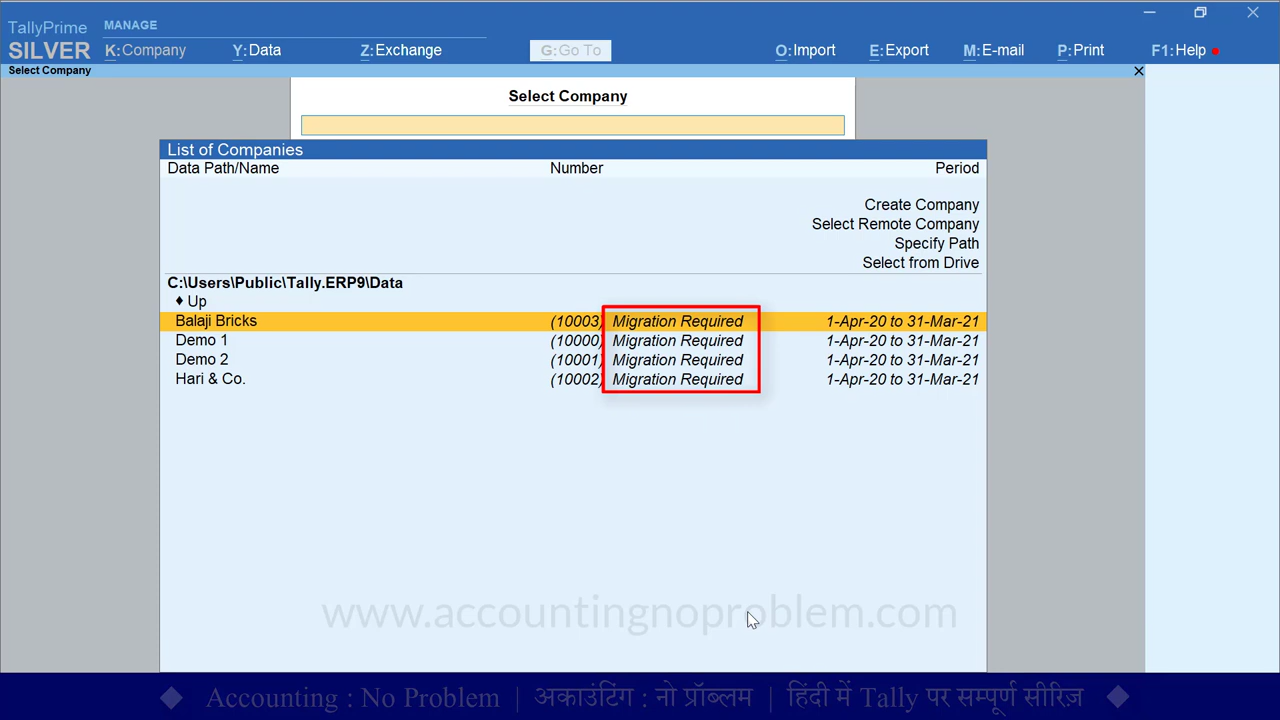 TallyPrime MANAGE
SILVER K:Company Y:Data Z:Exchange G:Go To O:Import E:Export M:E-mail P:Print F1:Help
Select Company
Select Company
List of Companies
Data Path/Name Number Period
Create Company
Select Remote Company
Specify Path
Select from Drive
C:\Users\Public\Tally.ERP9\Data
♦ Up
Balaji Bricks (10003) Migration Required 1-Apr-20 to 31-Mar-21
Demo 1 (10000) Migration Required 1-Apr-20 to 31-Mar-21
Demo 2 (10001) Migration Required 1-Apr-20 to 31-Mar-21
Hari & Co. (10002) Migration Required 1-Apr-20 to 31-Mar-21
www.accountingnoproblem.com
◆ Accounting : No Problem | अकाउंटिंग : नो प्रॉब्लम | हिंदी में Tally पर सम्पूर्ण सीरिज़ ◆